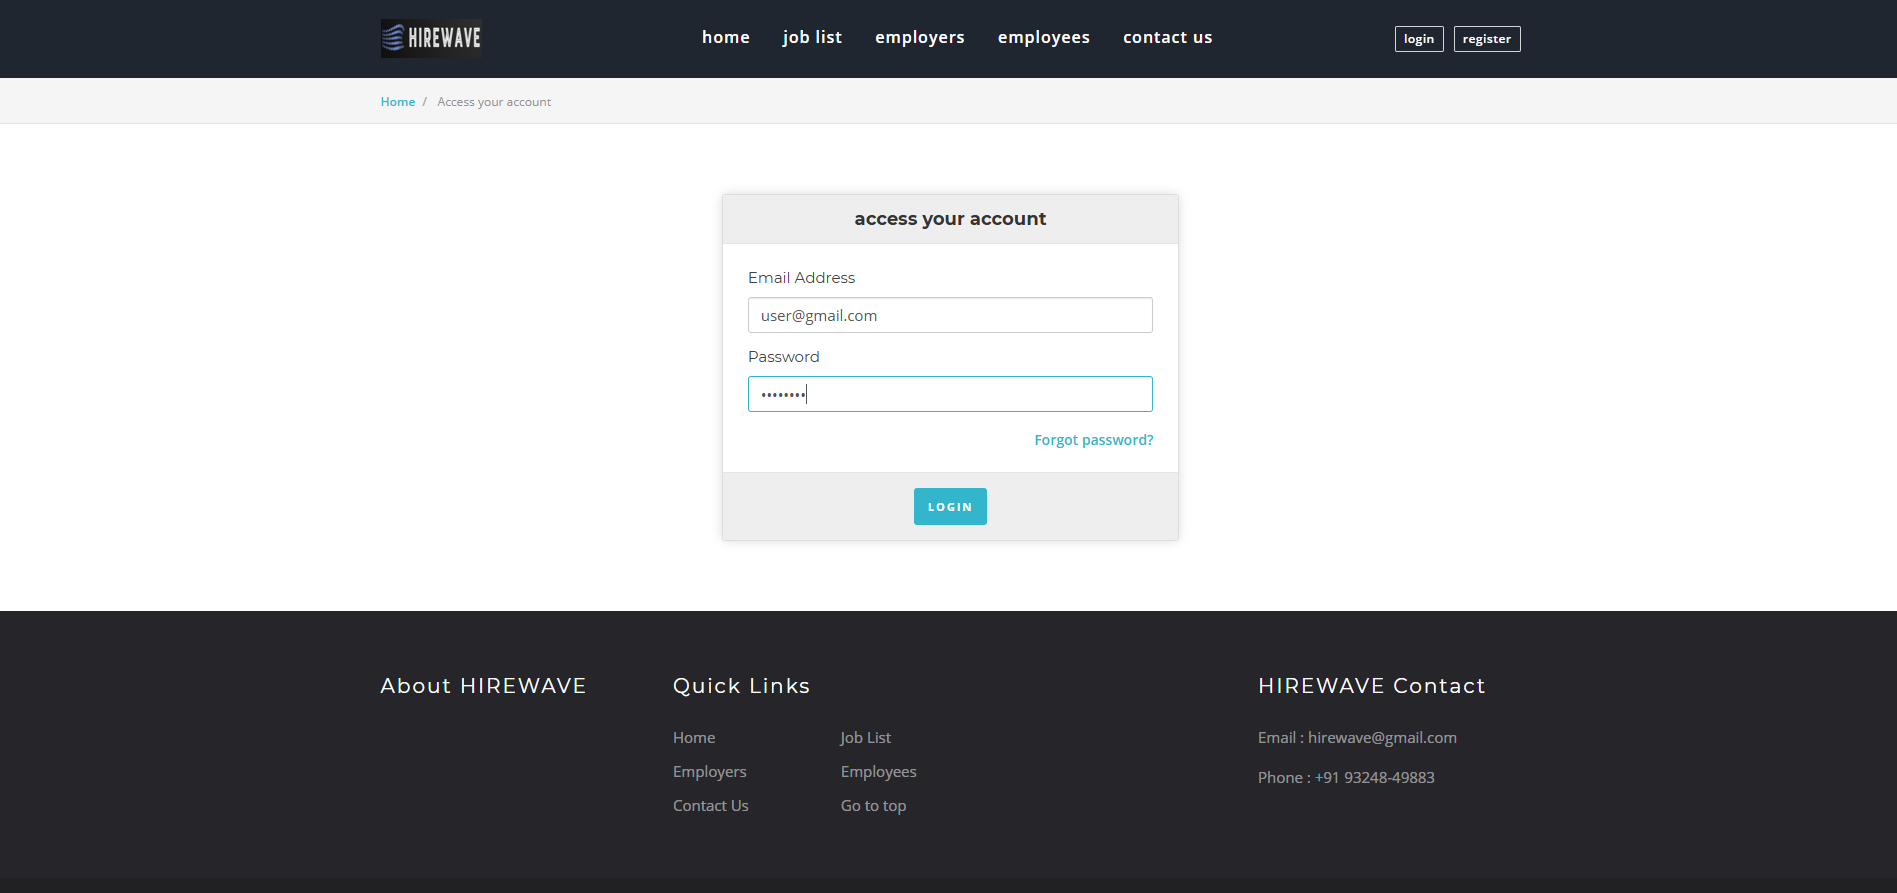 HIREWAVE
home job list employers employees contact us
login register
Home / Access your account
access your account
Email Address
user@gmail.com
Password
••••••••
Forgot password?
LOGIN
About HIREWAVE
Quick Links
Home Job List
Employers Employees
Contact Us Go to top
HIREWAVE Contact
Email : hirewave@gmail.com
Phone : +91 93248-49883